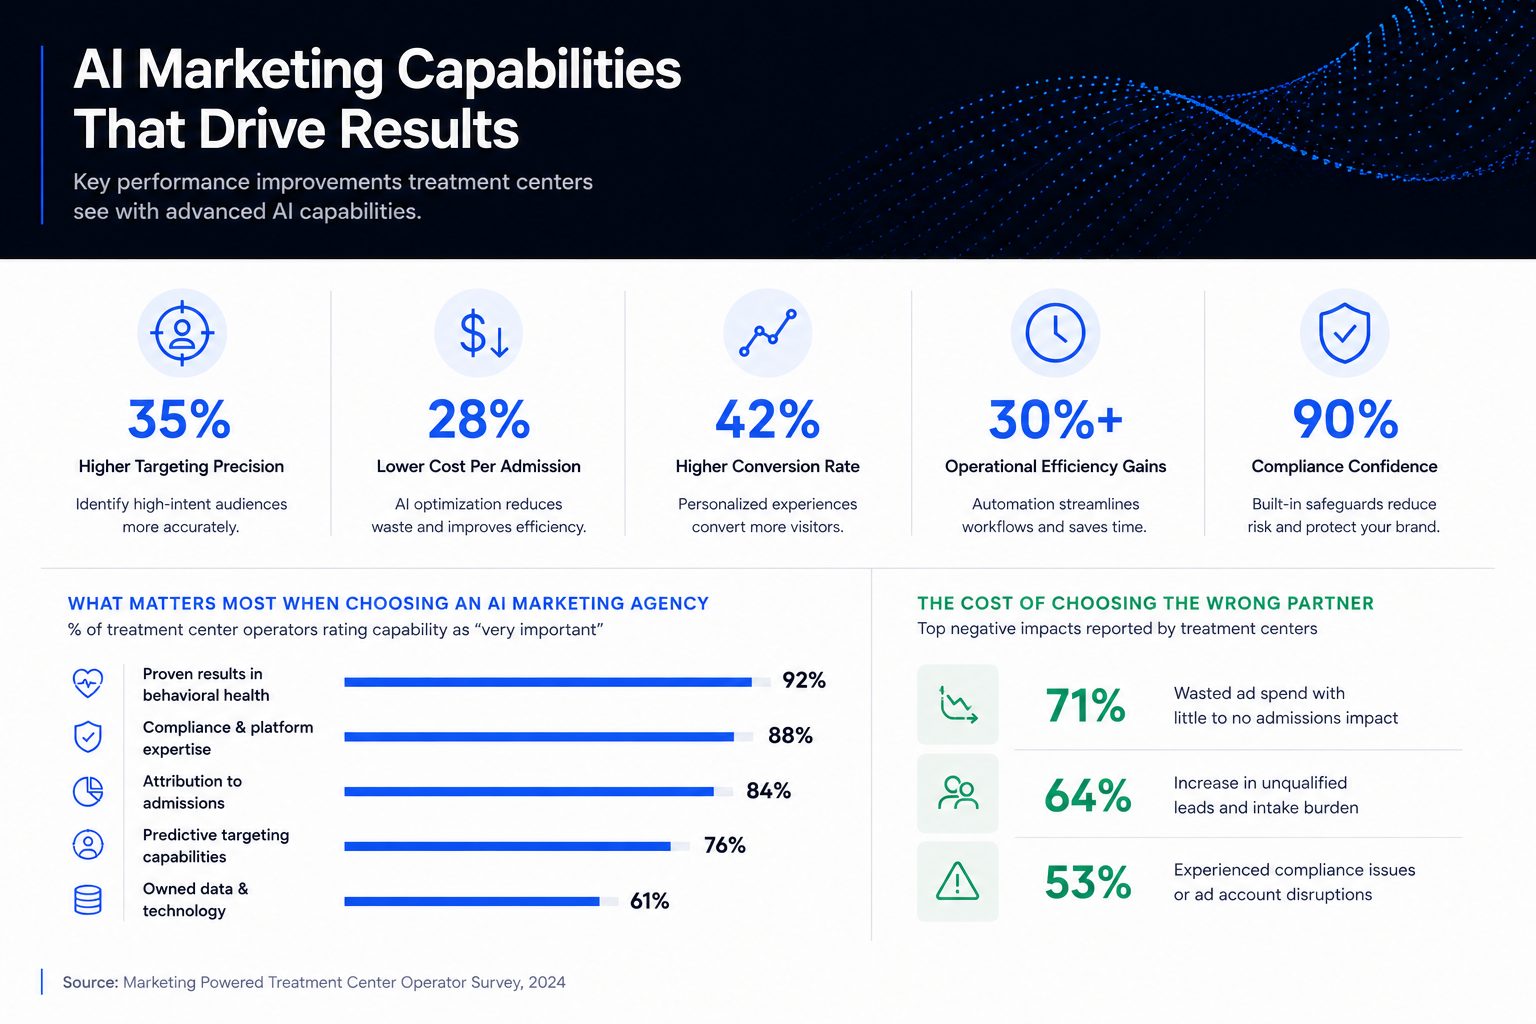 AI Marketing Capabilities
That Drive Results
Key performance improvements treatment centers
see with advanced AI capabilities.
35%
Higher Targeting Precision
Identify high-intent audiences
more accurately.
28%
Lower Cost Per Admission
AI optimization reduces
waste and improves efficiency.
42%
Higher Conversion Rate
Personalized experiences
convert more visitors.
30%+
Operational Efficiency Gains
Automation streamlines
workflows and saves time.
90%
Compliance Confidence
Built-in safeguards reduce
risk and protect your brand.
WHAT MATTERS MOST WHEN CHOOSING AN AI MARKETING AGENCY
% of treatment center operators rating capability as “very important”
Proven results in
behavioral health
92%
Compliance & platform
expertise
88%
Attribution to
admissions
84%
Predictive targeting
capabilities
76%
Owned data &
technology
61%
THE COST OF CHOOSING THE WRONG PARTNER
Top negative impacts reported by treatment centers
71%
Wasted ad spend with
little to no admissions impact
64%
Increase in unqualified
leads and intake burden
53%
Experienced compliance issues
or ad account disruptions
Source: Marketing Powered Treatment Center Operator Survey, 2024